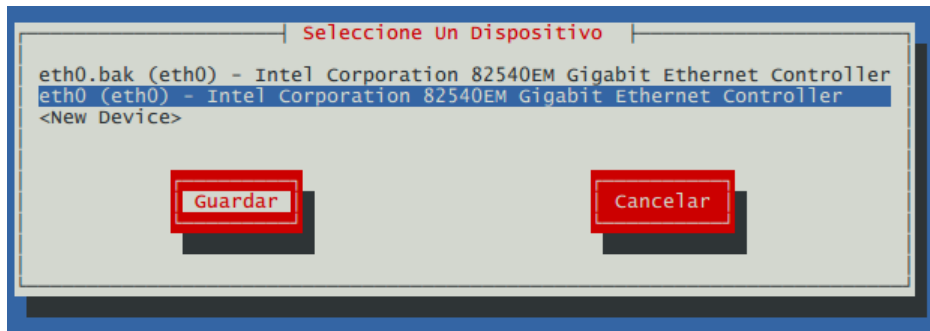 Seleccione Un Dispositivo
eth0.bak (eth0) - Intel Corporation 82540EM Gigabit Ethernet Controller
eth0 (eth0) - Intel Corporation 82540EM Gigabit Ethernet Controller
<New Device>
Guardar Cancelar